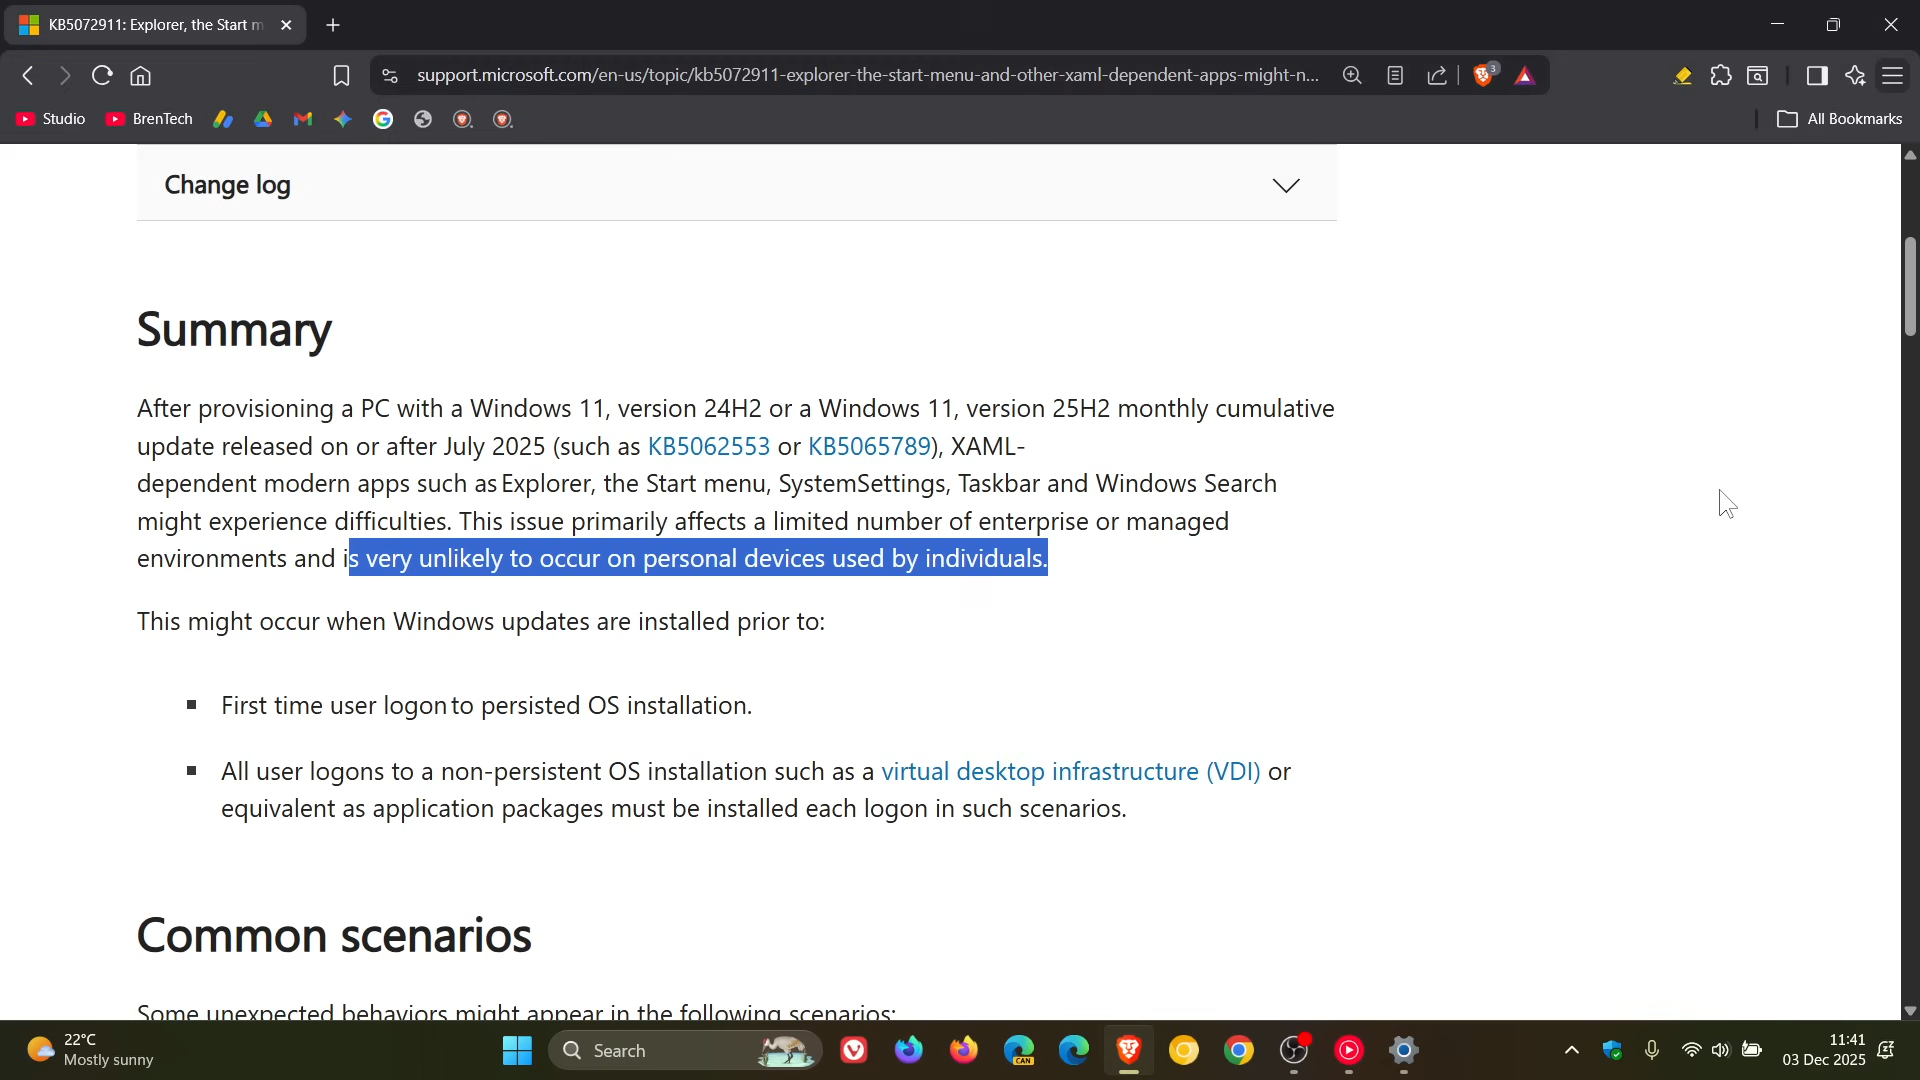 KB5072911: Explorer, the Start m
support.microsoft.com/en-us/topic/kb5072911-explorer-the-start-menu-and-other-xaml-dependent-apps-might-n...
3
Studio
BrenTech
All Bookmarks
Change log
Summary
After provisioning a PC with a Windows 11, version 24H2 or a Windows 11, version 25H2 monthly cumulative
update released on or after July 2025 (such as KB5062553 or KB5065789), XAML-
dependent modern apps such as Explorer, the Start menu, SystemSettings, Taskbar and Windows Search
might experience difficulties. This issue primarily affects a limited number of enterprise or managed
environments and is very unlikely to occur on personal devices used by individuals.
This might occur when Windows updates are installed prior to:
▪ First time user logon to persisted OS installation.
▪ All user logons to a non-persistent OS installation such as a virtual desktop infrastructure (VDI) or
equivalent as application packages must be installed each logon in such scenarios.
Common scenarios
Some unexpected behaviors might appear in the following scenarios:
22°C
Mostly sunny
Search
CAN
11:41
03 Dec 2025